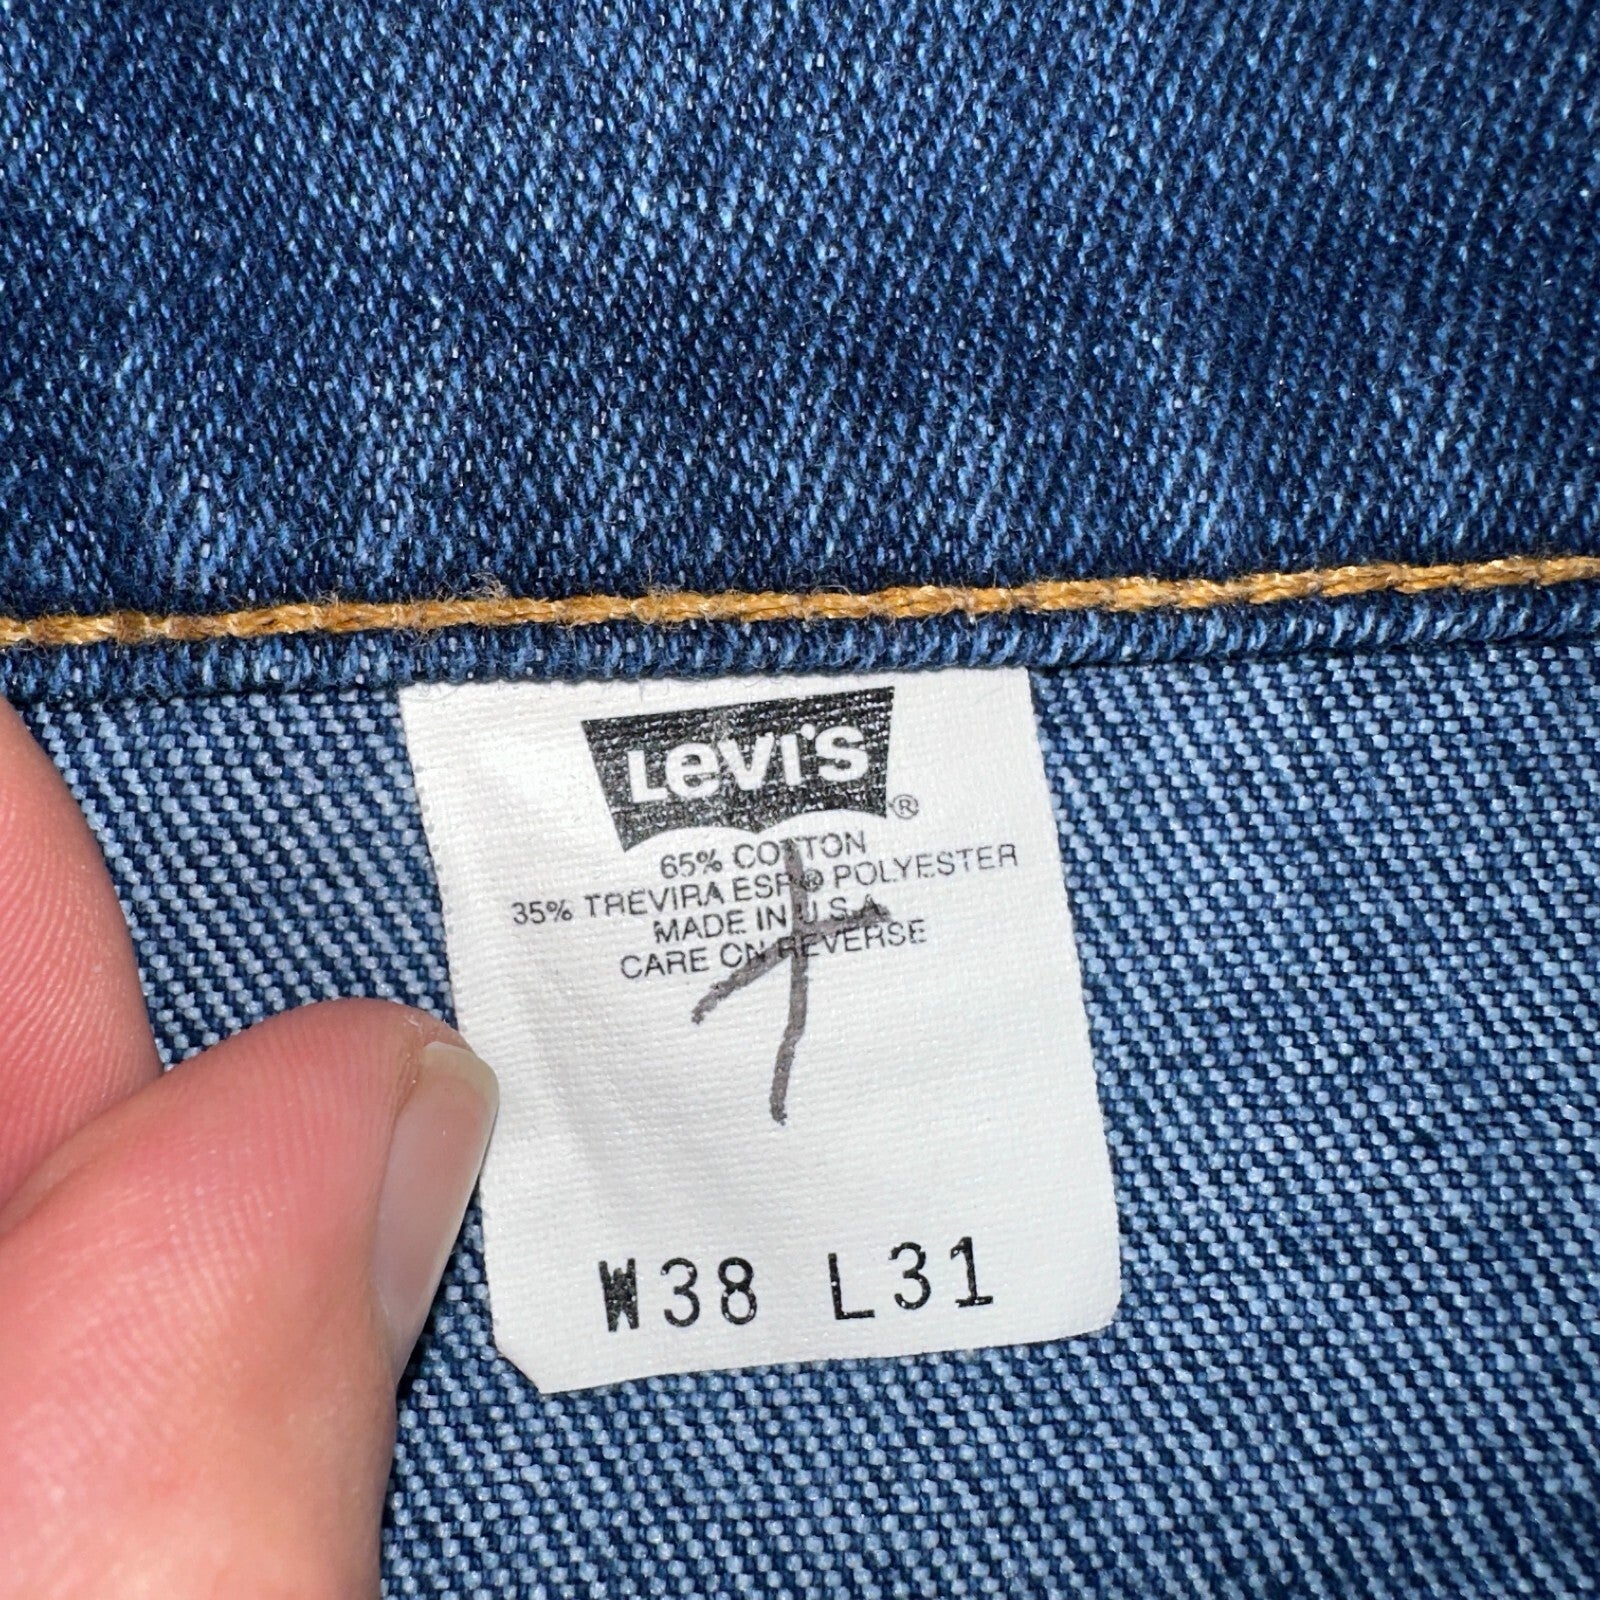 Levi's ®
65% COTTON
35% TREVIRA ESP® POLYESTER
MADE IN U.S.A.
CARE ON REVERSE
W38 L31